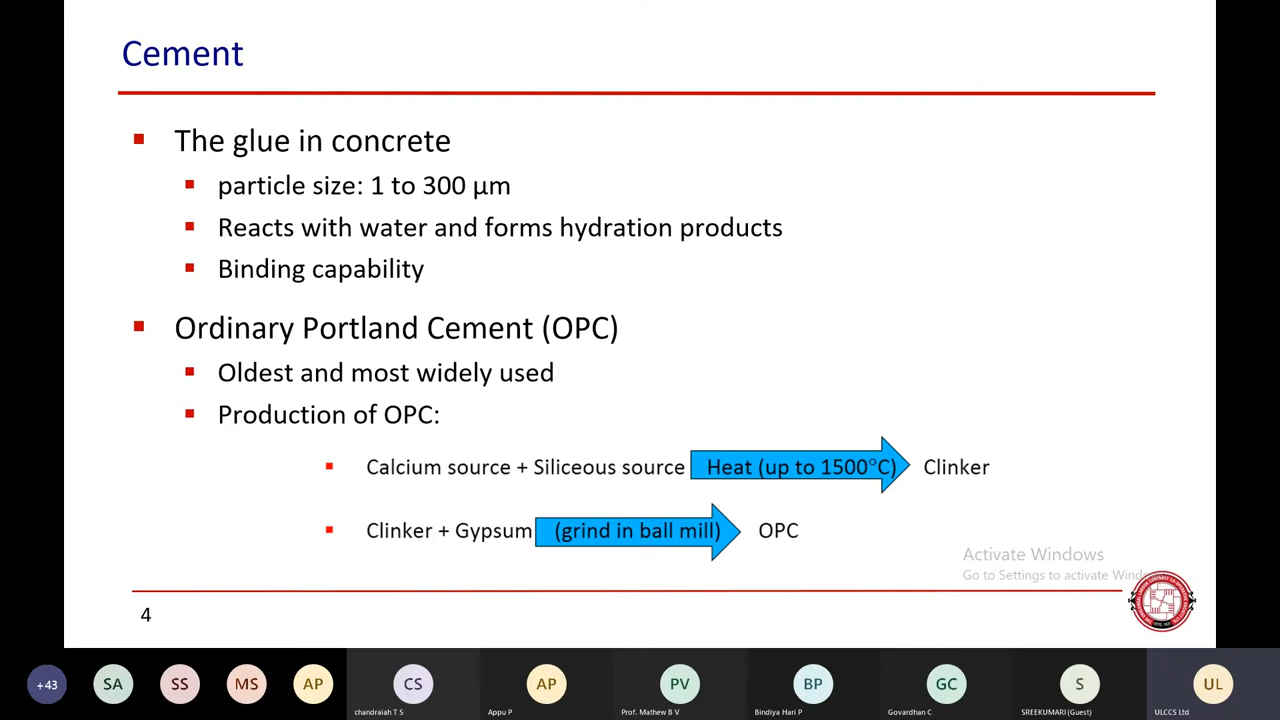 Cement
The glue in concrete
particle size: 1 to 300 µm
Reacts with water and forms hydration products
Binding capability
Ordinary Portland Cement (OPC)
Oldest and most widely used
Production of OPC:
Calcium source + Siliceous source Heat (up to 1500°C) Clinker
Clinker + Gypsum (grind in ball mill) OPC
Activate Windows
Go to Settings to activate Windows
4
+43 SA SS MS AP CS AP PV BP GC S UL
chandraiah T S Appu P Prof. Mathew B V Bindiya Hari P Govardhan C SREEKUMARI (Guest) ULCCS Ltd